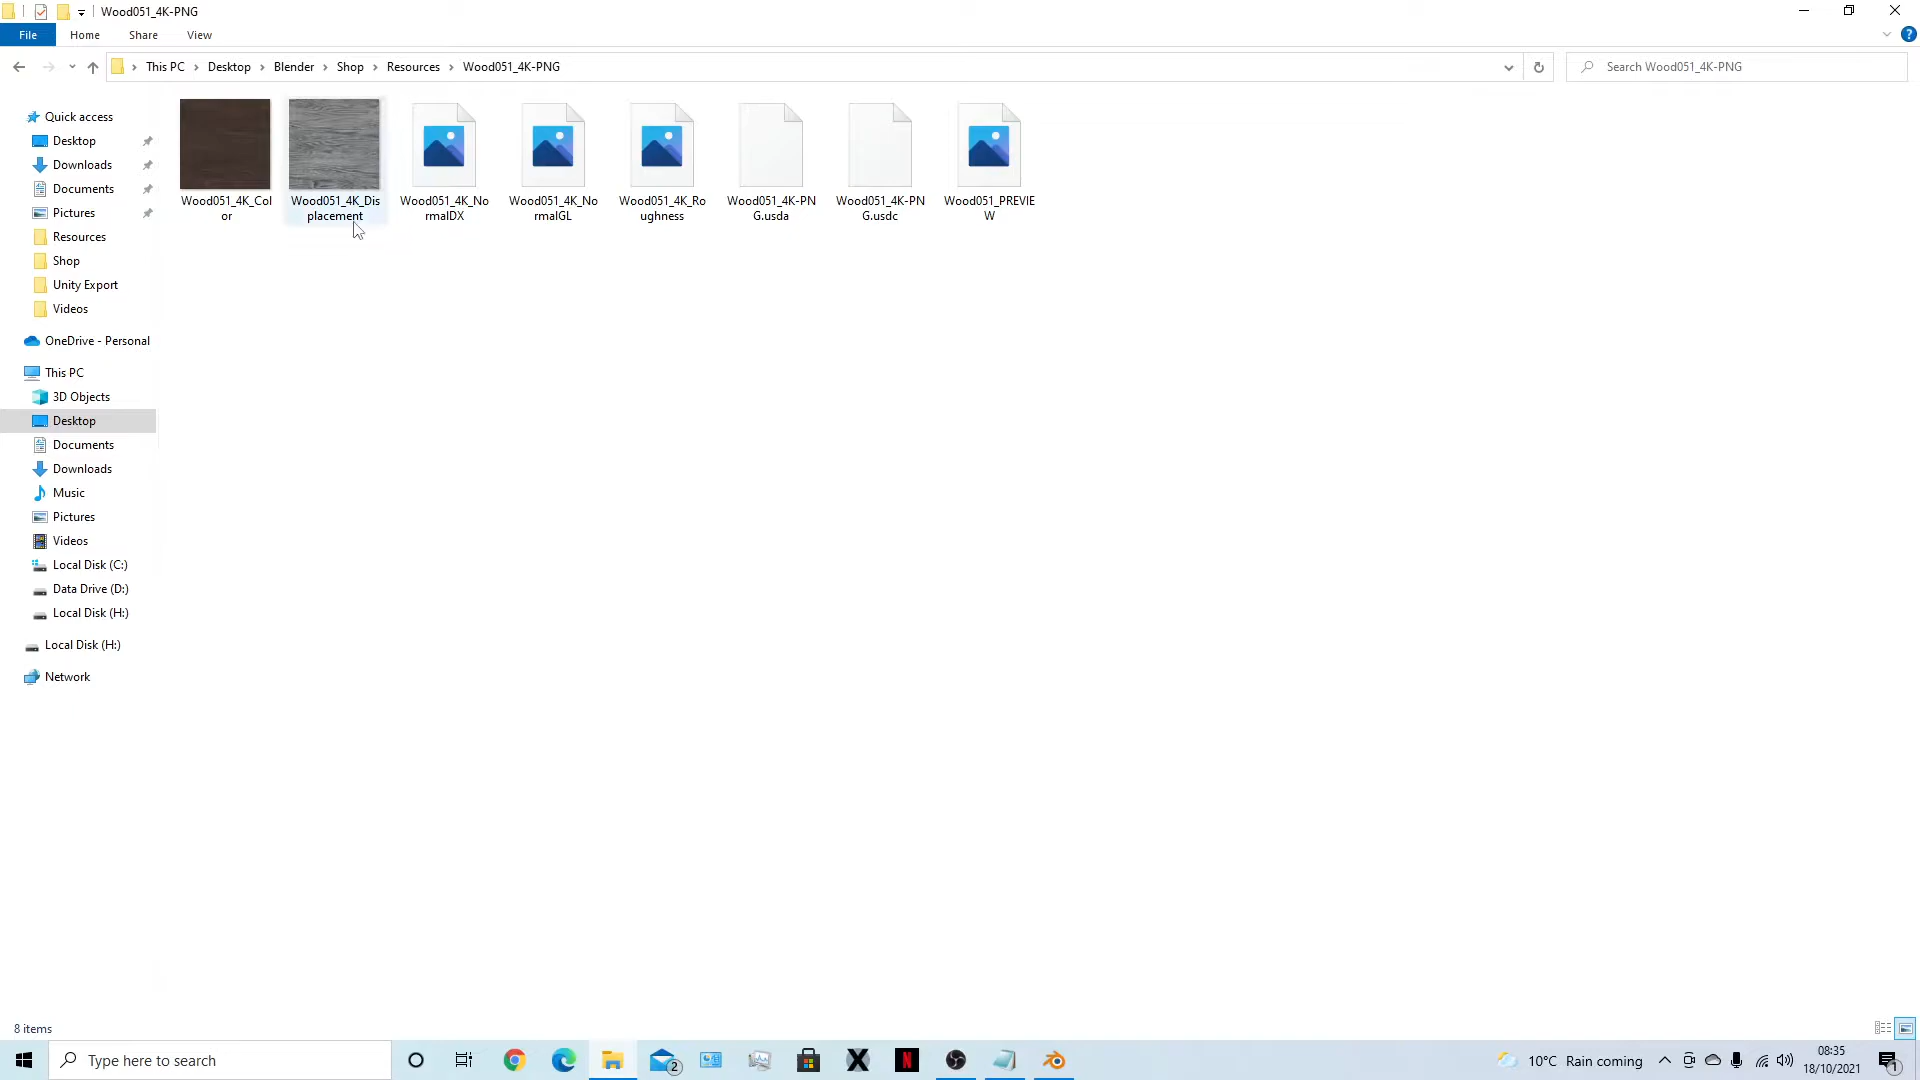 Wood051_4K-PNG
File Home Share View
This PC Desktop Blender Shop Resources Wood051_4K-PNG
Search Wood051_4K-PNG
Quick access
Desktop
Downloads
Documents
Pictures
Resources
Shop
Unity Export
Videos
OneDrive - Personal
This PC
3D Objects
Desktop
Documents
Downloads
Music
Pictures
Videos
Local Disk (C:)
Data Drive (D:)
Local Disk (H:)
Local Disk (H:)
Network
Wood051_4K_Col
or
Wood051_4K_Dis
placement
Wood051_4K_No
rmalDX
Wood051_4K_No
rmalGL
Wood051_4K_Ro
ughness
Wood051_4K-PN
G.usda
Wood051_4K-PN
G.usdc
Wood051_PREVIE
W
8 items
Type here to search
2
X
N
10°C Rain coming
08:35
18/10/2021
1